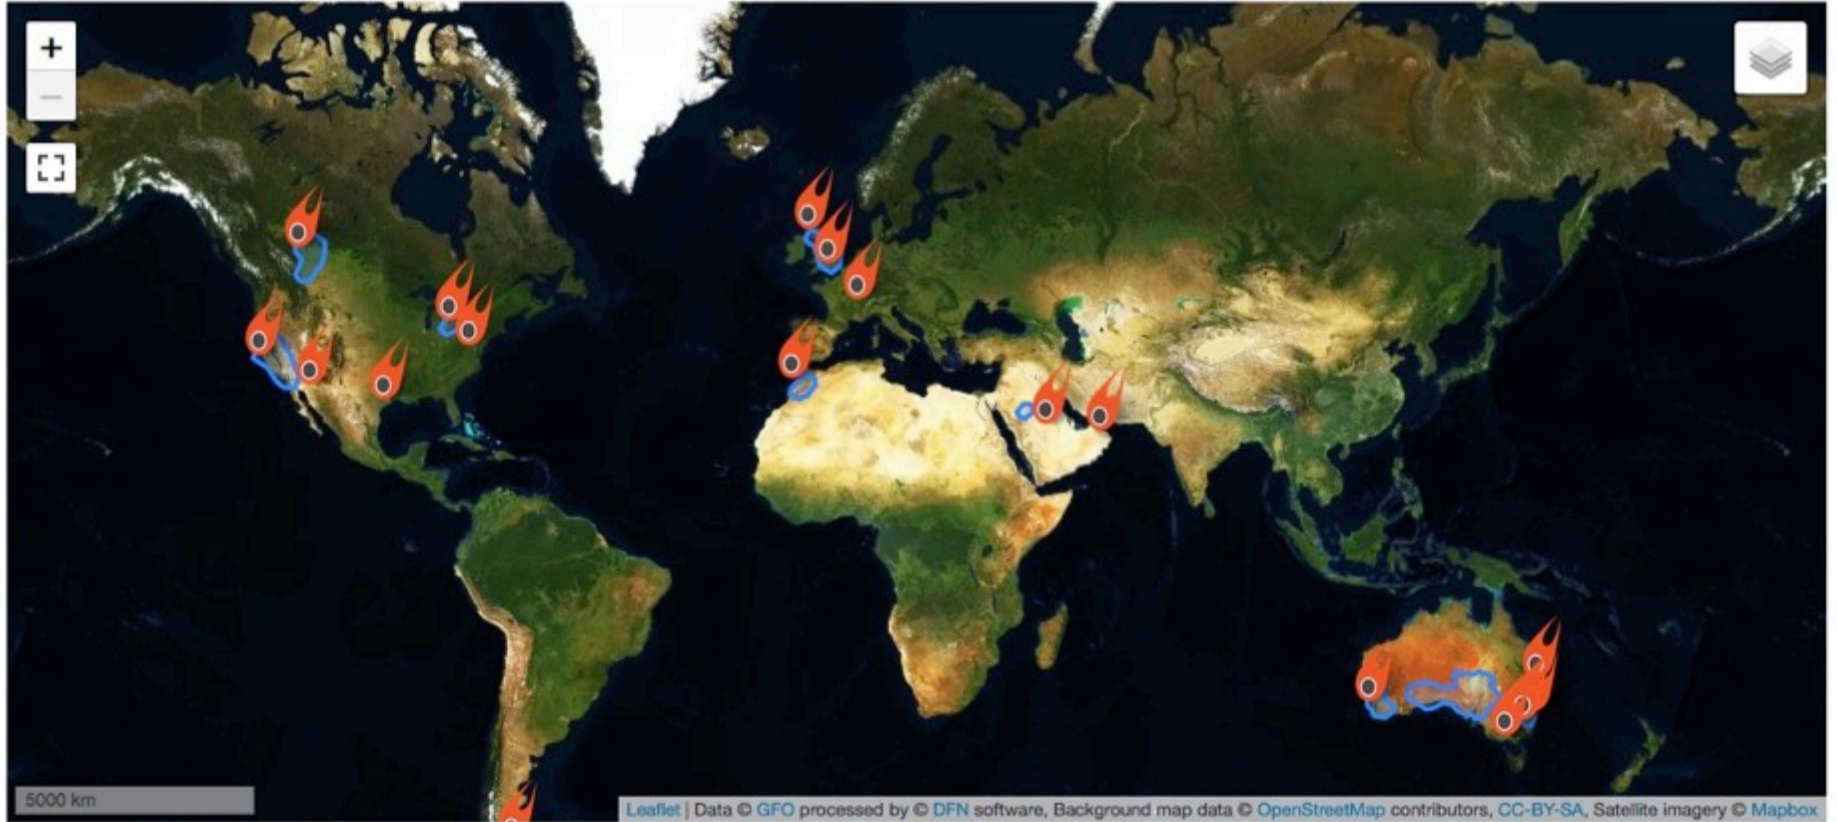 +
−
5000 km
Leaflet | Data © GFO processed by © DFN software, Background map data © OpenStreetMap contributors, CC-BY-SA, Satellite imagery © Mapbox